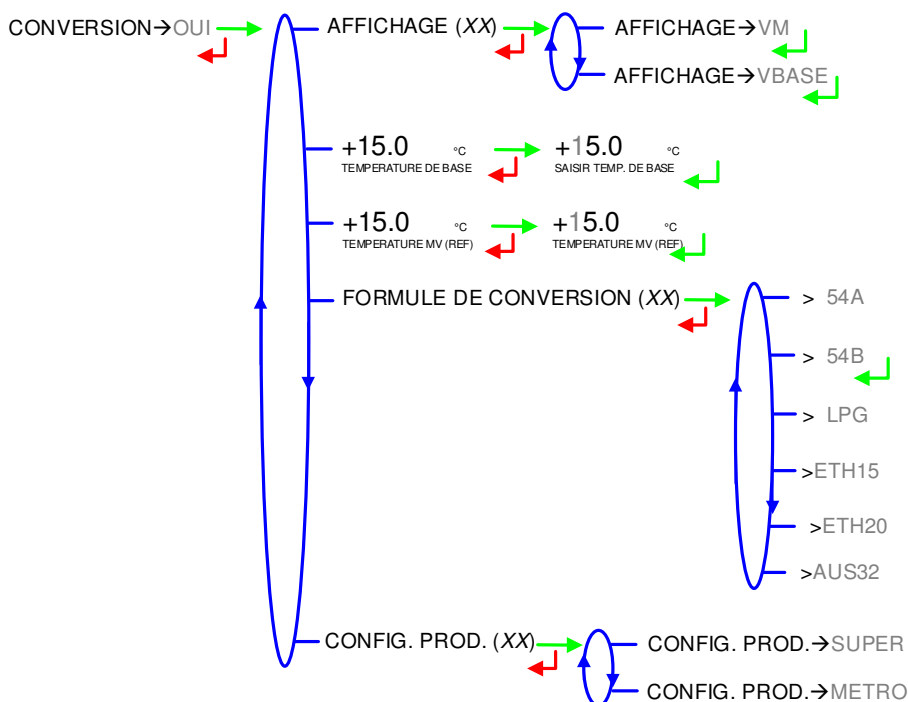 CONVERSION→OUI
AFFICHAGE (XX)
AFFICHAGE→VM
AFFICHAGE→VBASE
+15.0 °C
TEMPERATURE DE BASE
+15.0 °C
SAISIR TEMP. DE BASE
+15.0 °C
TEMPERATURE MV (REF)
+15.0 °C
TEMPERATURE MV (REF)
FORMULE DE CONVERSION (XX)
> 54A
> 54B
> LPG
>ETH15
>ETH20
>AUS32
CONFIG. PROD. (XX)
CONFIG. PROD.→SUPER
CONFIG. PROD.→METRO